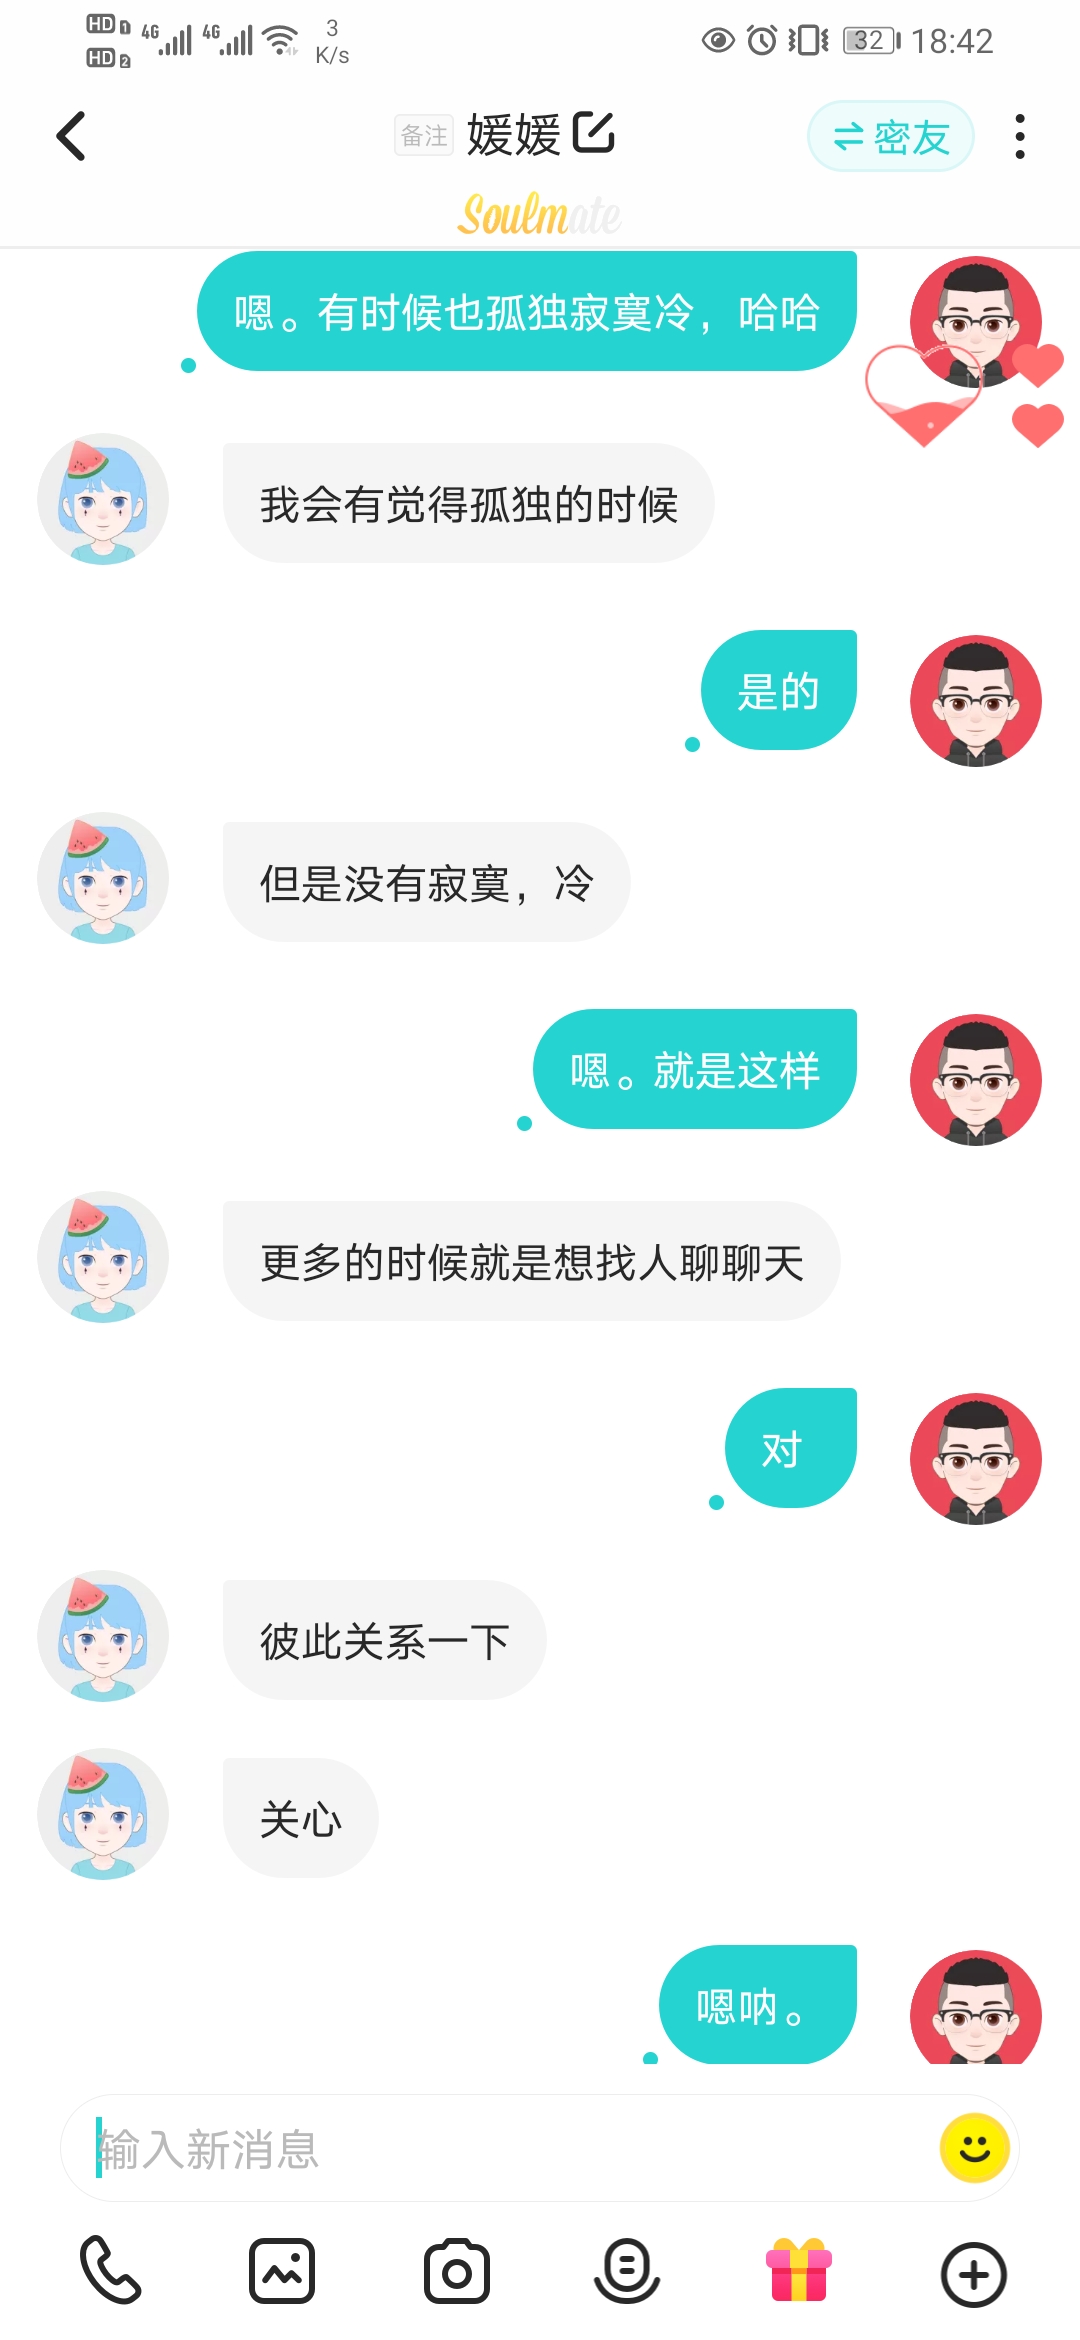 HD 1 4G 4G 3 K/s 32 18:42
HD 2
备注 媛媛 密友
Soulmate
嗯。有时候也孤独寂寞冷，哈哈
我会有觉得孤独的时候
是的
但是没有寂寞，冷
嗯。就是这样
更多的时候就是想找人聊聊天
对
彼此关系一下
关心
嗯呐。
输入新消息